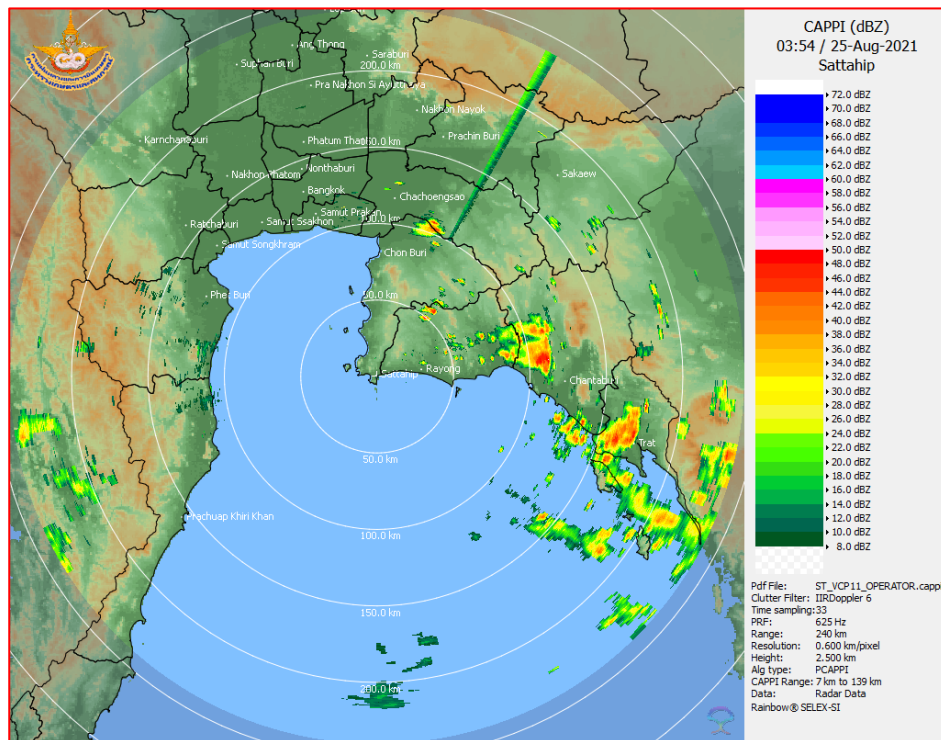 CAPPI (dBZ)
03:54 / 25-Aug-2021
Sattahip
72.0 dBZ
70.0 dBZ
68.0 dBZ
66.0 dBZ
64.0 dBZ
62.0 dBZ
60.0 dBZ
58.0 dBZ
56.0 dBZ
54.0 dBZ
52.0 dBZ
50.0 dBZ
48.0 dBZ
46.0 dBZ
44.0 dBZ
42.0 dBZ
40.0 dBZ
38.0 dBZ
36.0 dBZ
34.0 dBZ
32.0 dBZ
30.0 dBZ
28.0 dBZ
26.0 dBZ
24.0 dBZ
22.0 dBZ
20.0 dBZ
18.0 dBZ
16.0 dBZ
14.0 dBZ
12.0 dBZ
10.0 dBZ
8.0 dBZ
Pdf File: ST_VCP11_OPERATOR.cappi
Clutter Filter: IIRDoppler 6
Time sampling:33
PRF: 625 Hz
Range: 240 km
Resolution: 0.600 km/pixel
Height: 2.500 km
Alg type: PCAPPI
CAPPI Range: 7 km to 139 km
Data: Radar Data
Rainbow® SELEX-SI
Ang Thong
Saraburi
Suphan Buri
200.0 km
Pra Nakhon Si Ayuttnaya
Nakhon Nayok
Karnchanaburi
Phatum Than
Prachin Buri
Nonthaburi
Nakhon Phatom
Sakaew
Bangkok
Chachoengsao
Samut Prakan
Samut Ssakhon
Ratchaburi
Samut Songkhram
Chon Buri
Phet Buri
Rayong
Sattahip
Chantaburi
Trat
50.0 km
Prachuap Khiri Khan
100.0 km
150.0 km
200.0 km